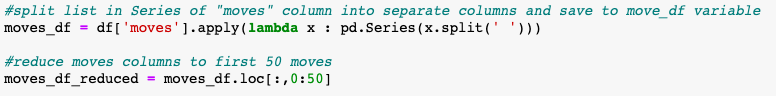 #split list in Series of "moves" column into separate columns and save to move_df variable
moves_df = df['moves'].apply(lambda x : pd.Series(x.split(' ')))
#reduce moves columns to first 50 moves
moves_df_reduced = moves_df.loc[:,0:50]